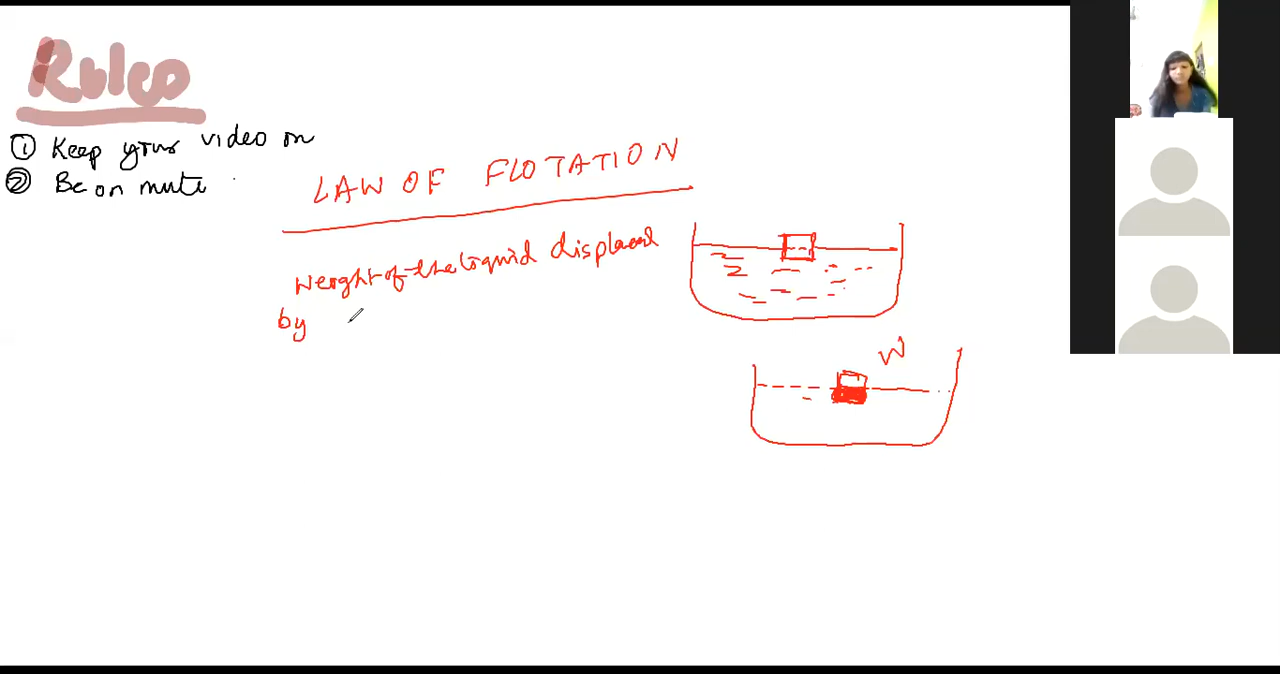 Rules
① Keep your video on
② Be on mute
LAW OF FLOTATION
Weight of the liquid displaced
by
W